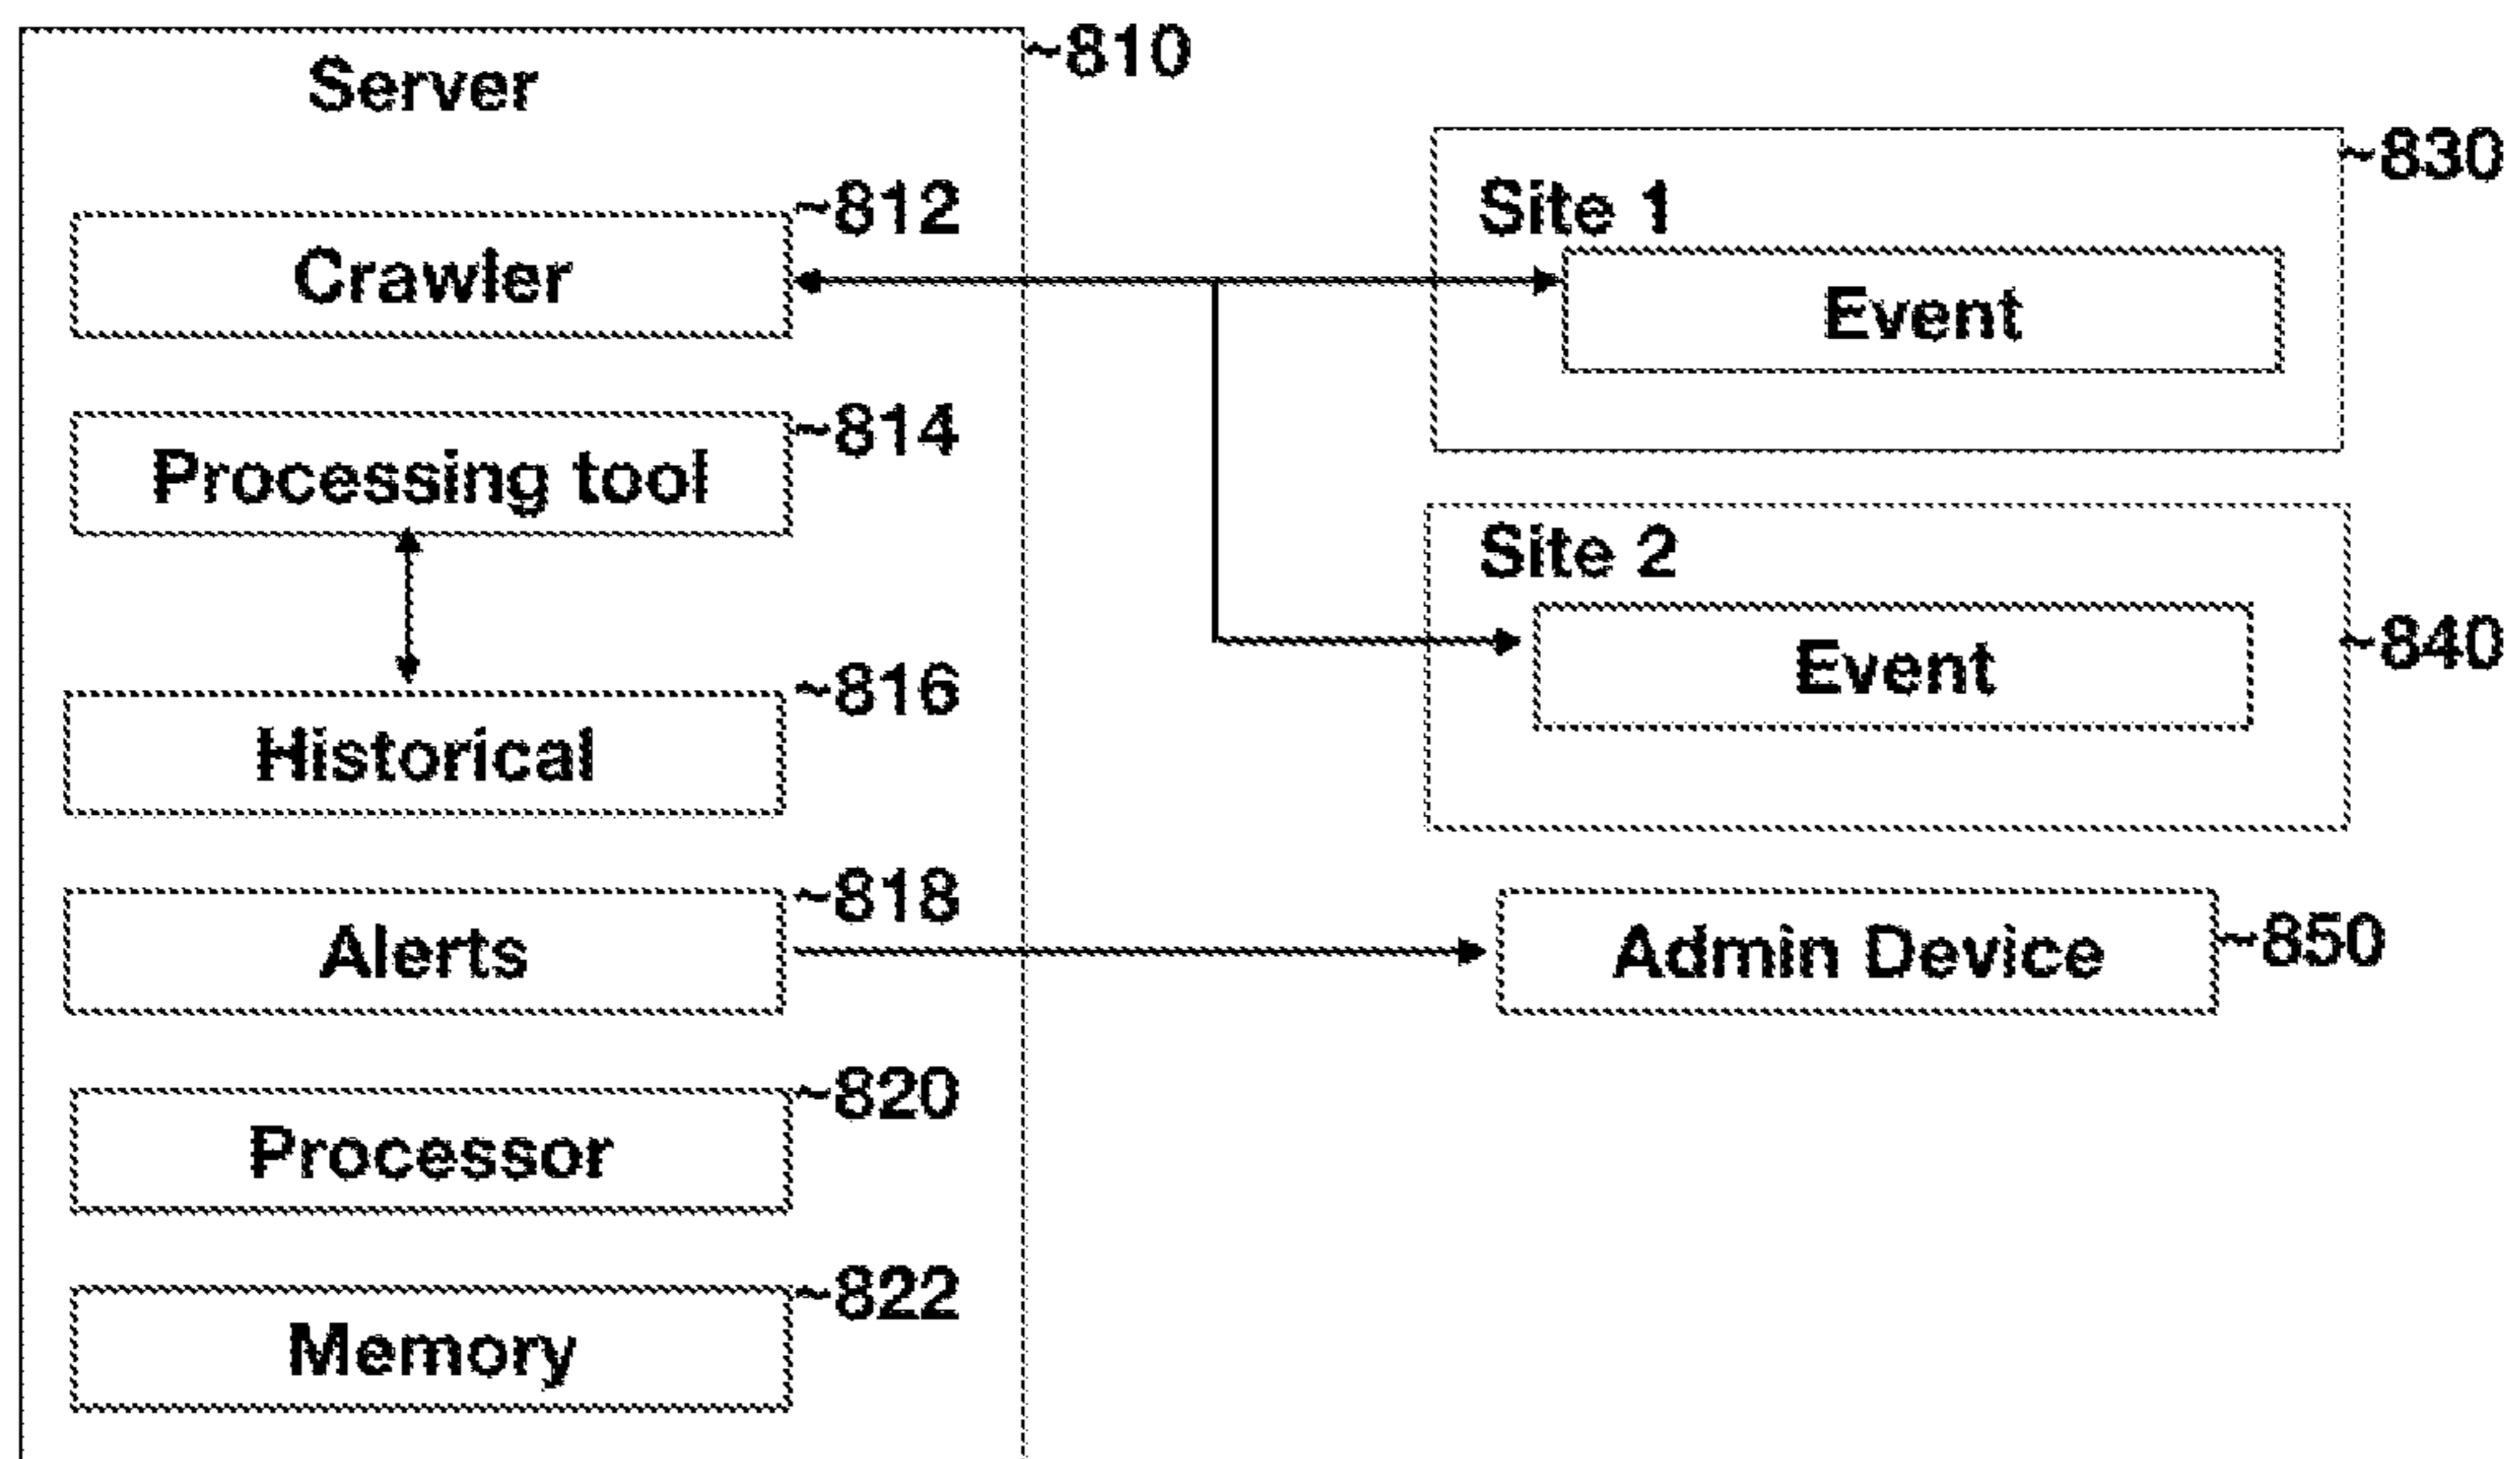 Server
~810
~812
Crawler
~814
Processing tool
~816
Historical
~818
Alerts
~820
Processor
~822
Memory
~830
Site 1
Event
Site 2
~840
Event
Admin Device
~850